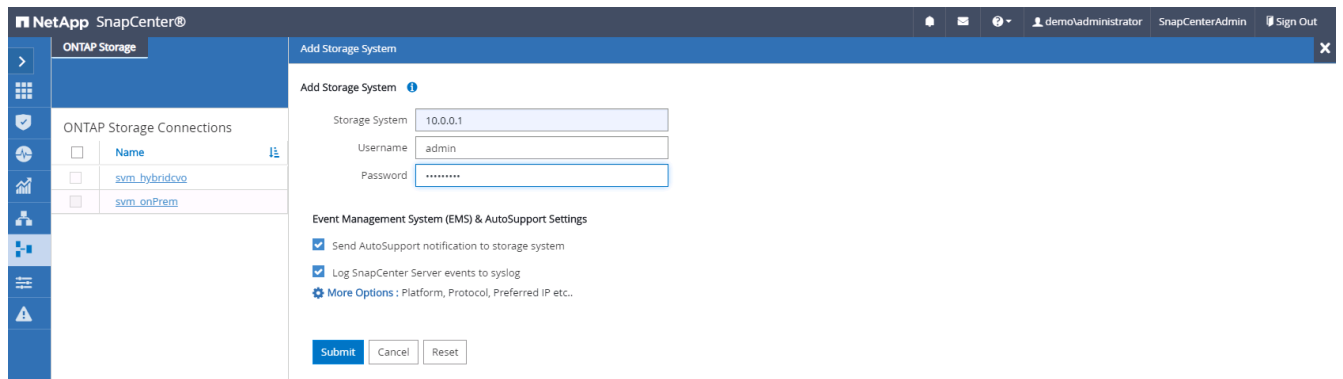 NetApp SnapCenter®
demo\administrator SnapCenterAdmin Sign Out
ONTAP Storage
Add Storage System
Add Storage System
Storage System 10.0.0.1
ONTAP Storage Connections
Username admin
Name
Password •••••••••
svm_hybridcvo
svm_onPrem
Event Management System (EMS) & AutoSupport Settings
Send AutoSupport notification to storage system
Log SnapCenter Server events to syslog
More Options : Platform, Protocol, Preferred IP etc..
Submit Cancel Reset